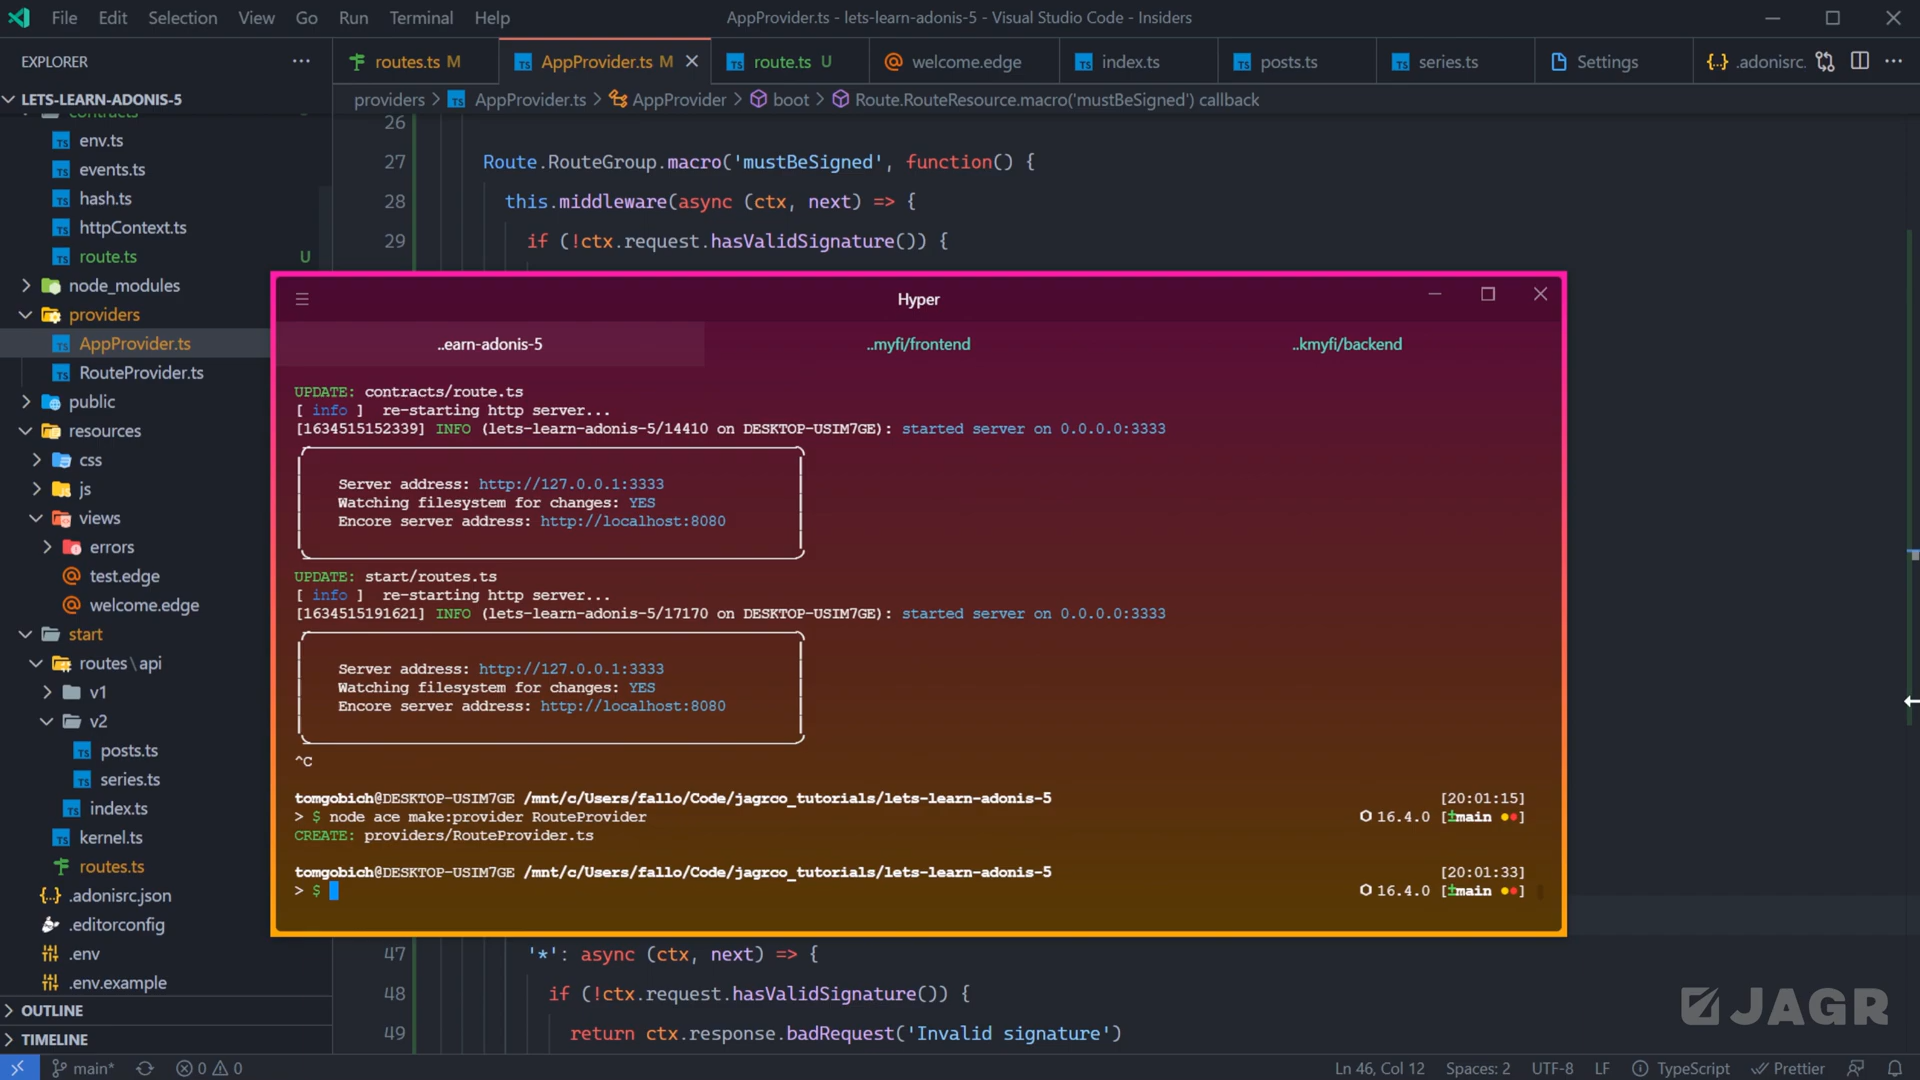 File Edit Selection View Go Run Terminal Help
AppProvider.ts - lets-learn-adonis-5 - Visual Studio Code - Insiders
EXPLORER
routes.ts M
AppProvider.ts M
route.ts U
welcome.edge
index.ts
posts.ts
series.ts
Settings
.adonisrc.
LETS-LEARN-ADONIS-5
providers > AppProvider.ts > AppProvider > boot > Route.RouteResource.macro('mustBeSigned') callback
contracts
env.ts
events.ts
hash.ts
httpContext.ts
route.ts U
node_modules
providers
AppProvider.ts
RouteProvider.ts
public
resources
css
js
views
errors
test.edge
welcome.edge
start
routes\api
v1
v2
posts.ts
series.ts
index.ts
kernel.ts
routes.ts
.adonisrc.json
.editorconfig
.env
.env.example
OUTLINE
TIMELINE
26
27 Route.RouteGroup.macro('mustBeSigned', function() {
28 this.middleware(async (ctx, next) => {
29 if (!ctx.request.hasValidSignature()) {
Hyper
..earn-adonis-5
..myfi/frontend
..kmyfi/backend
UPDATE: contracts/route.ts
[ info ] re-starting http server...
[1634515152339] INFO (lets-learn-adonis-5/14410 on DESKTOP-USIM7GE): started server on 0.0.0.0:3333
Server address: http://127.0.0.1:3333
Watching filesystem for changes: YES
Encore server address: http://localhost:8080
UPDATE: start/routes.ts
[ info ] re-starting http server...
[1634515191621] INFO (lets-learn-adonis-5/17170 on DESKTOP-USIM7GE): started server on 0.0.0.0:3333
Server address: http://127.0.0.1:3333
Watching filesystem for changes: YES
Encore server address: http://localhost:8080
^C
tomgobich@DESKTOP-USIM7GE /mnt/c/Users/fallo/Code/jagrco_tutorials/lets-learn-adonis-5 [20:01:15]
> $ node ace make:provider RouteProvider 16.4.0 [±main ●●]
CREATE: providers/RouteProvider.ts
tomgobich@DESKTOP-USIM7GE /mnt/c/Users/fallo/Code/jagrco_tutorials/lets-learn-adonis-5 [20:01:33]
> $ 16.4.0 [±main ●●]
47 '*': async (ctx, next) => {
48 if (!ctx.request.hasValidSignature()) {
49 return ctx.response.badRequest('Invalid signature')
JAGR
main* 0 0 Ln 46, Col 12 Spaces: 2 UTF-8 LF TypeScript Prettier